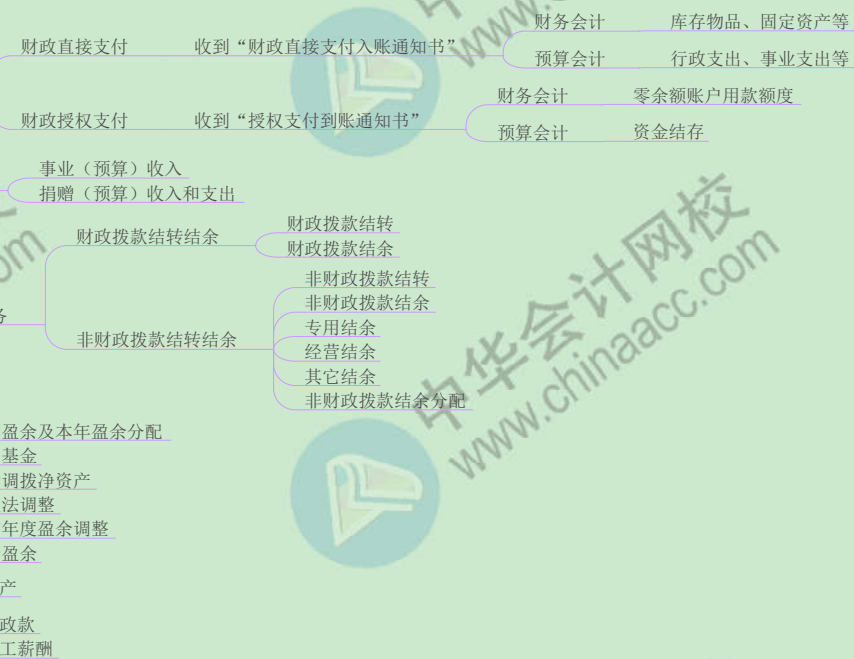 财务会计 库存物品、固定资产等
财政直接支付 收到“财政直接支付入账通知书”
预算会计 行政支出、事业支出等
财务会计 零余额账户用款额度
财政授权支付 收到“授权支付到账通知书”
预算会计 资金结存
事业（预算）收入
捐赠（预算）收入和支出
财政拨款结转
财政拨款结转结余
财政拨款结余
非财政拨款结转
非财政拨款结余
务
专用结余
非财政拨款结转结余
经营结余
其它结余
非财政拨款结余分配
盈余及本年盈余分配
基金
调拨净资产
法调整
年度盈余调整
盈余
产
政款
工薪酬
中华会计网校
www.chinaacc.com